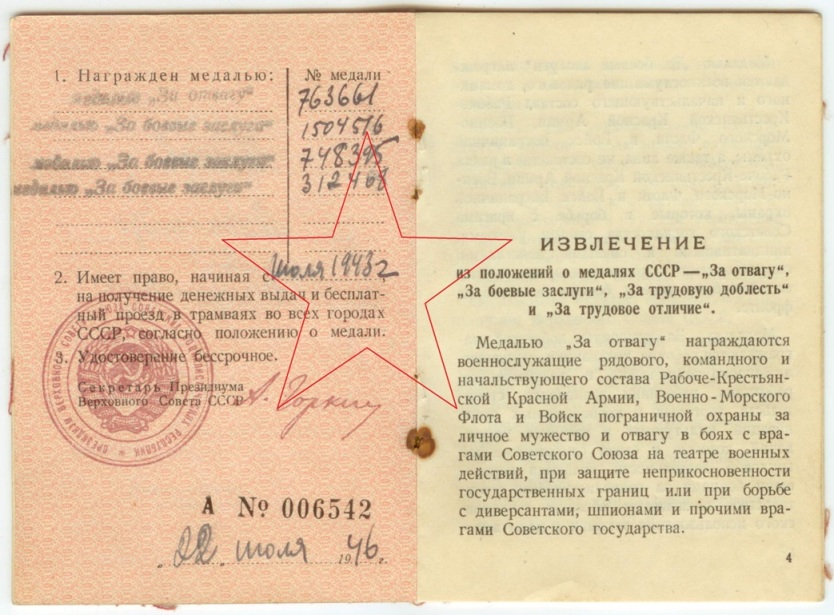 1. Награжден медалью: № медали
медалью „За отвагу“ 763661
медалью „За боевые заслуги“ 1504516
медалью „За боевые заслуги“ 748395
медалью „За боевые заслуги“ 312468
2. Имеет право, начиная с июля 1943 г
на получение денежных выдач и бесплат-
ный проезд в трамваях во всех городах
СССР, согласно положению о медали.
3. Удостоверение бессрочное.
Секретарь Президиума
Верховного Совета СССР А. Горкин
А № 006542
22 июля 1946 г.
ИЗВЛЕЧЕНИЕ
из положений о медалях СССР—„За отвагу“,
„За боевые заслуги“, „За трудовую доблесть“
и „За трудовое отличие“.
Медалью „За отвагу“ награждаются
военнослужащие рядового, командного и
начальствующего состава Рабоче-Крестьян-
ской Красной Армии, Военно-Морского
Флота и Войск пограничной охраны за
личное мужество и отвагу в боях с вра-
гами Советского Союза на театре военных
действий, при защите неприкосновенности
государственных границ или при борьбе
с диверсантами, шпионами и прочими вра-
гами Советского государства.
4